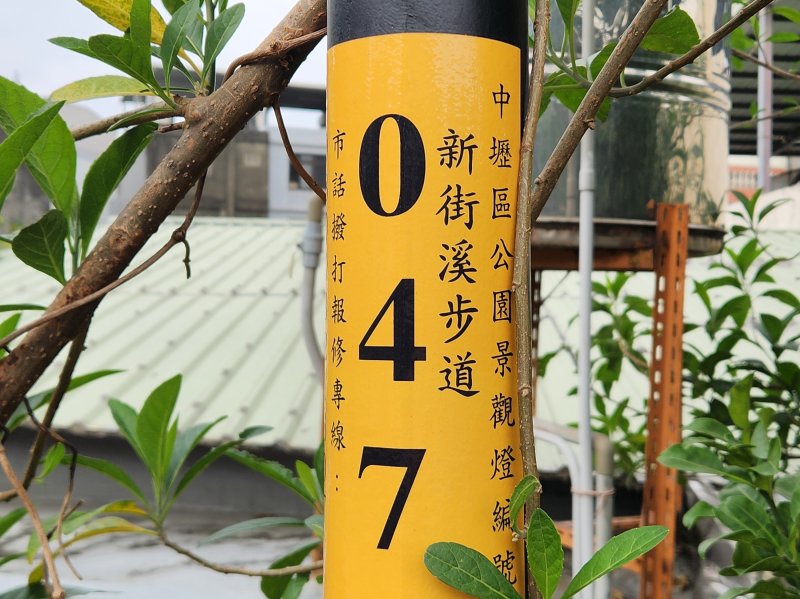 中壢區公園景觀燈編號
新街溪步道
047
市話撥打報修專線：